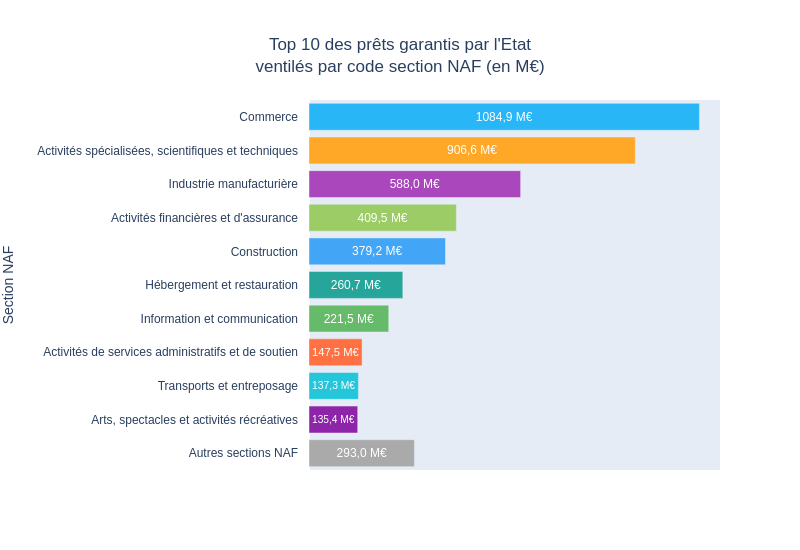 Top 10 des prêts garantis par l'Etat
ventilés par code section NAF (en M€)
Section NAF
Commerce 1084,9 M€
Activités spécialisées, scientifiques et techniques 906,6 M€
Industrie manufacturière 588,0 M€
Activités financières et d'assurance 409,5 M€
Construction 379,2 M€
Hébergement et restauration 260,7 M€
Information et communication 221,5 M€
Activités de services administratifs et de soutien 147,5 M€
Transports et entreposage 137,3 M€
Arts, spectacles et activités récréatives 135,4 M€
Autres sections NAF 293,0 M€